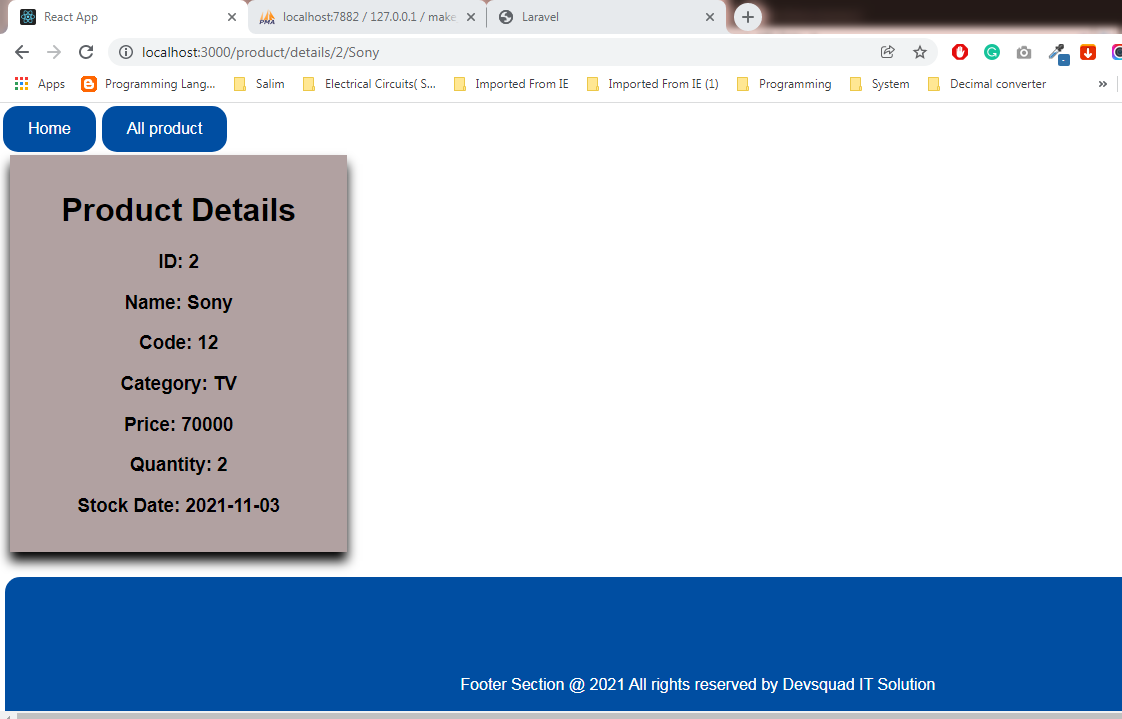 React App
localhost:7882 / 127.0.0.1 / make
Laravel
localhost:3000/product/details/2/Sony
Apps
Programming Lang...
Salim
Electrical Circuits( S...
Imported From IE
Imported From IE (1)
Programming
System
Decimal converter
»
Home
All product
Product Details
ID: 2
Name: Sony
Code: 12
Category: TV
Price: 70000
Quantity: 2
Stock Date: 2021-11-03
Footer Section @ 2021 All rights reserved by Devsquad IT Solution